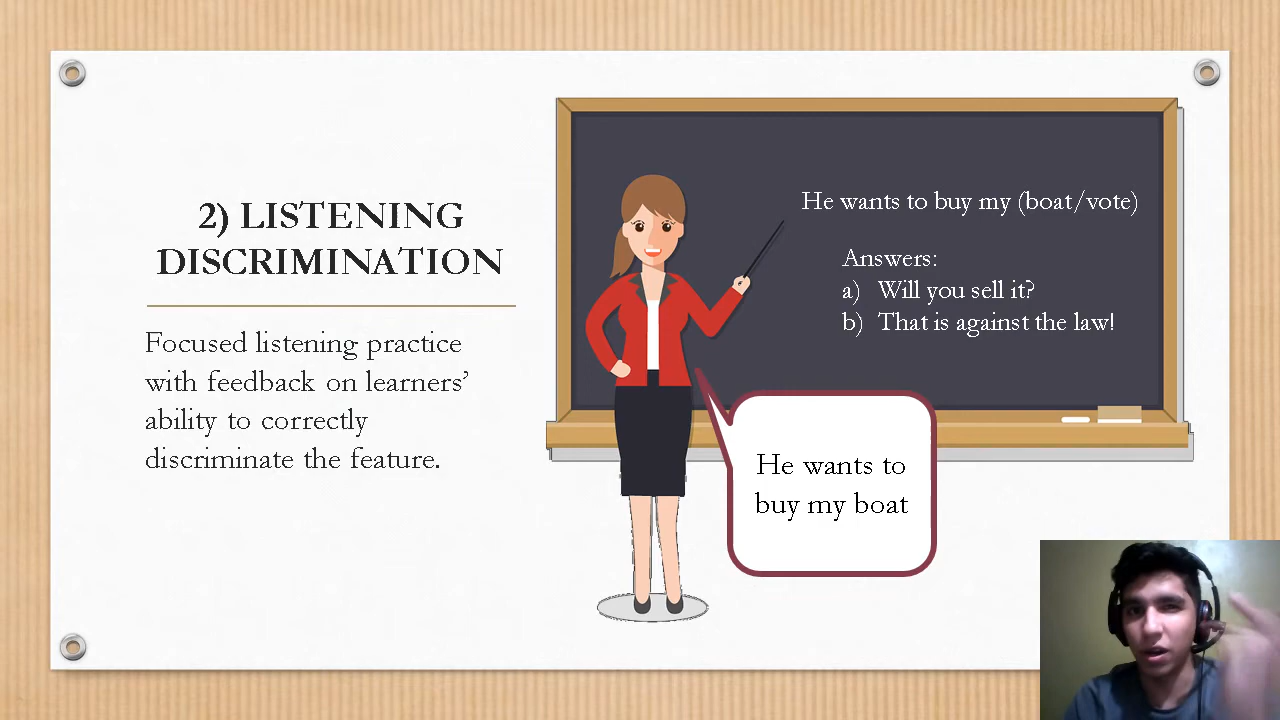 2) LISTENING
DISCRIMINATION
Focused listening practice
with feedback on learners’
ability to correctly
discriminate the feature.
He wants to buy my (boat/vote)
Answers:
a) Will you sell it?
b) That is against the law!
He wants to
buy my boat